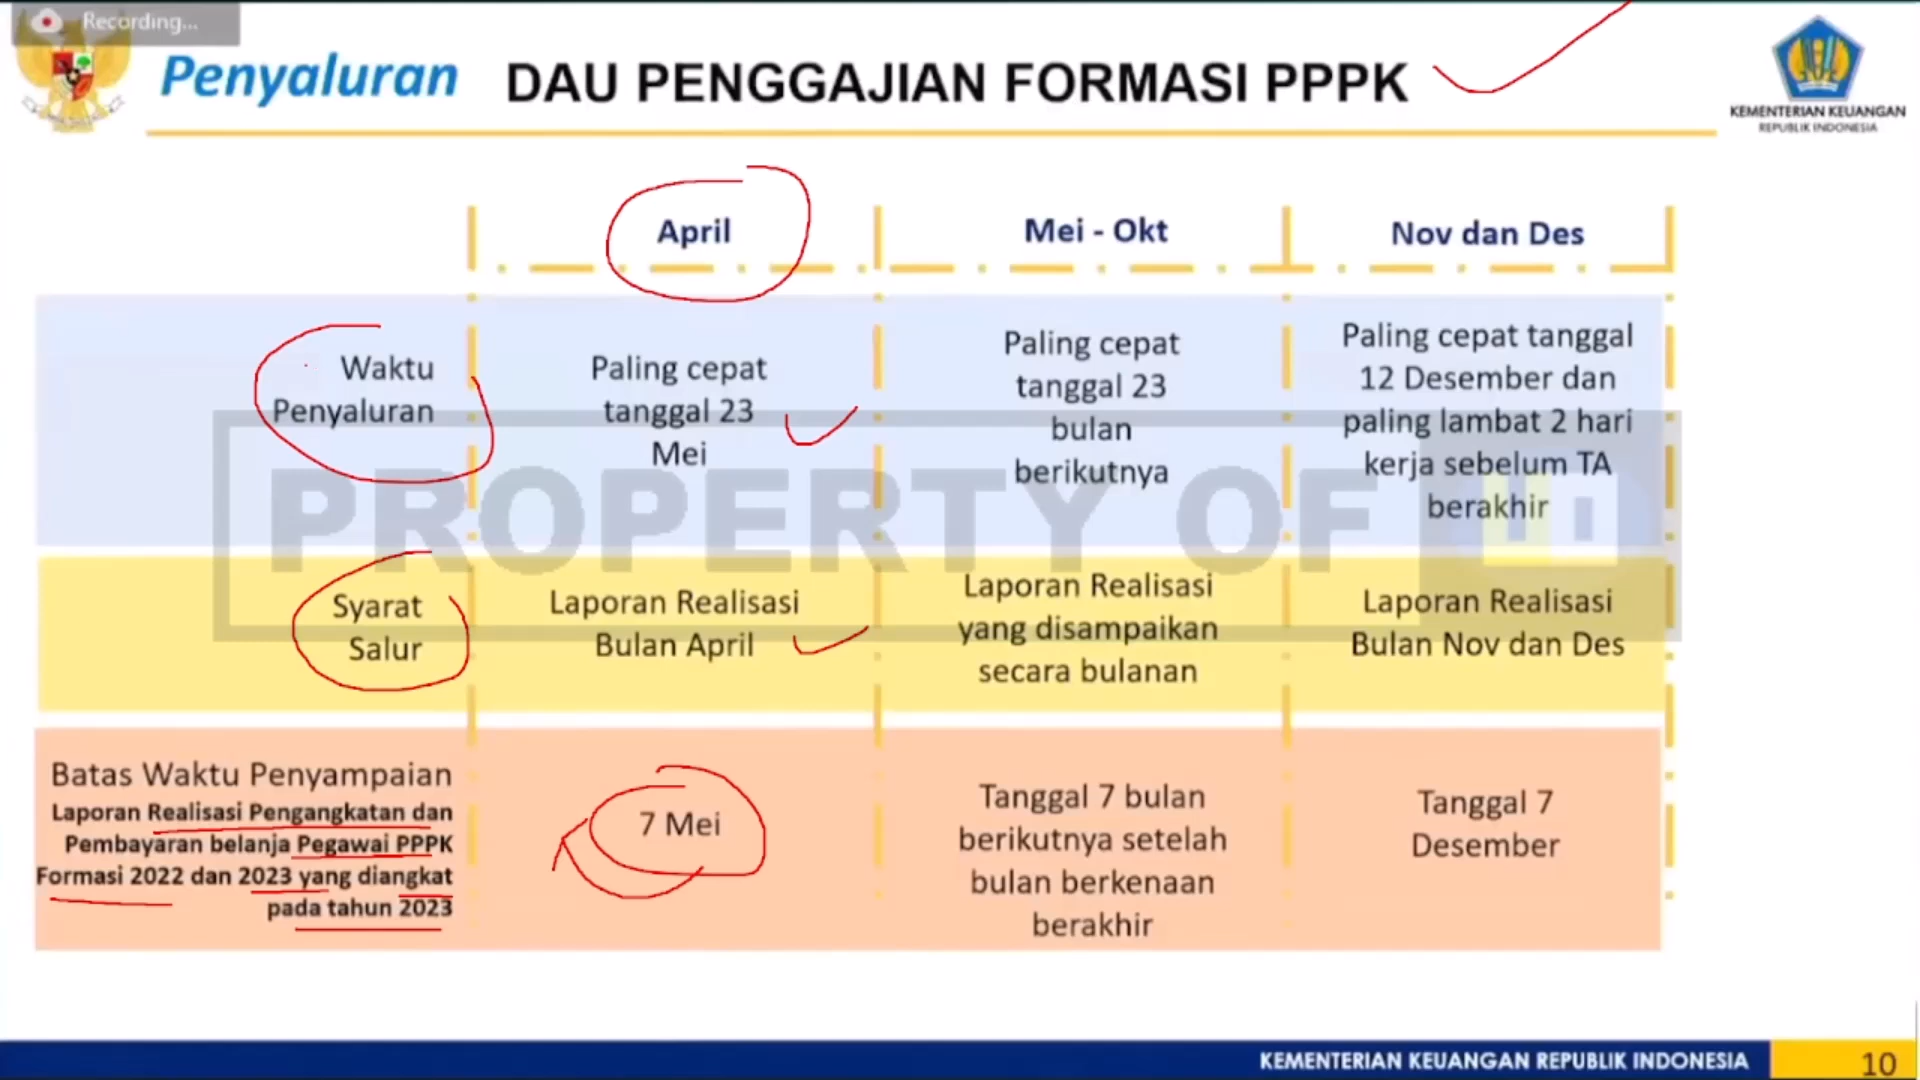 Recording...
Penyaluran DAU PENGGAJIAN FORMASI PPPK
KEMENTERIAN KEUANGAN
REPUBLIK INDONESIA
April
Mei - Okt
Nov dan Des
Waktu
Penyaluran
Paling cepat
tanggal 23
Mei
Paling cepat
tanggal 23
bulan
berikutnya
Paling cepat tanggal
12 Desember dan
paling lambat 2 hari
kerja sebelum TA
berakhir
PROPERTY OF
Syarat
Salur
Laporan Realisasi
Bulan April
Laporan Realisasi
yang disampaikan
secara bulanan
Laporan Realisasi
Bulan Nov dan Des
Batas Waktu Penyampaian
Laporan Realisasi Pengangkatan dan
Pembayaran belanja Pegawai PPPK
Formasi 2022 dan 2023 yang diangkat
pada tahun 2023
7 Mei
Tanggal 7 bulan
berikutnya setelah
bulan berkenaan
berakhir
Tanggal 7
Desember
KEMENTERIAN KEUANGAN REPUBLIK INDONESIA
10